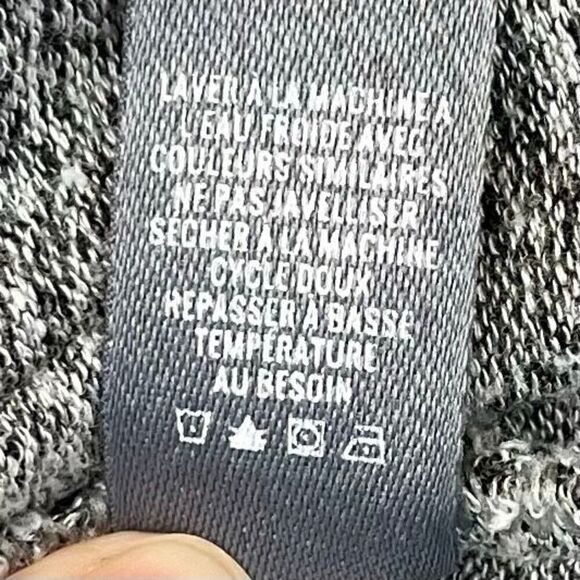 LAVER À LA MACHINE À
L'EAU FROIDE AVEC
COULEURS SIMILAIRES
NE PAS JAVELLISER
SÉCHER À LA MACHINE
CYCLE DOUX
REPASSER À BASSE
TEMPÉRATURE
AU BESOIN